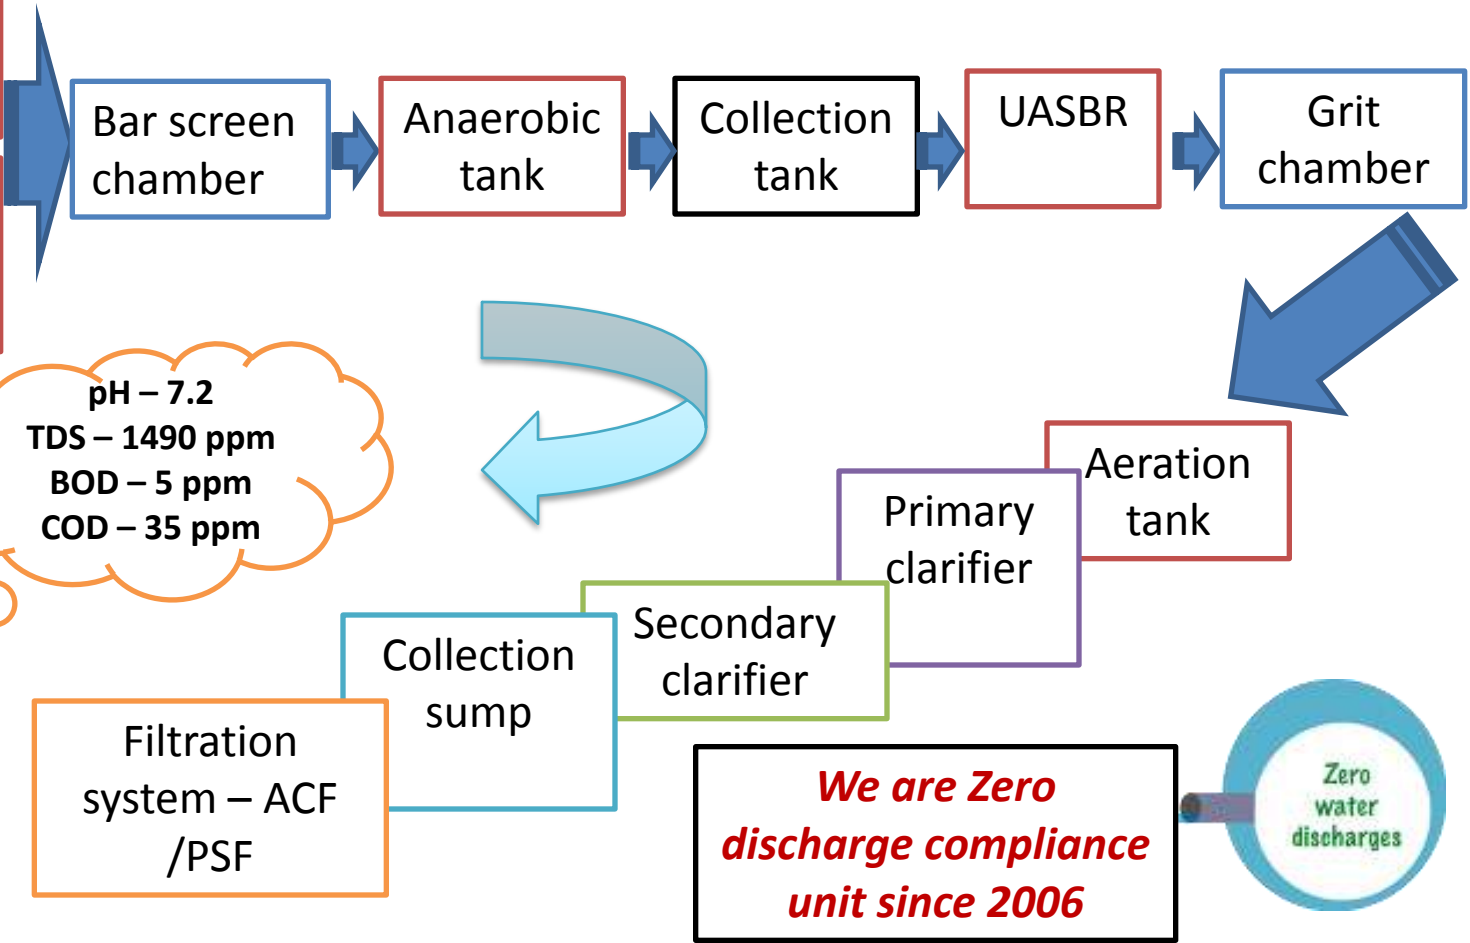 Bar screen
chamber
Anaerobic
tank
Collection
tank
UASBR
Grit
chamber
pH – 7.2
TDS – 1490 ppm
BOD – 5 ppm
COD – 35 ppm
Aeration
tank
Primary
clarifier
Secondary
clarifier
Collection
sump
Filtration
system – ACF
/PSF
We are Zero
discharge compliance
unit since 2006
Zero
water
discharges